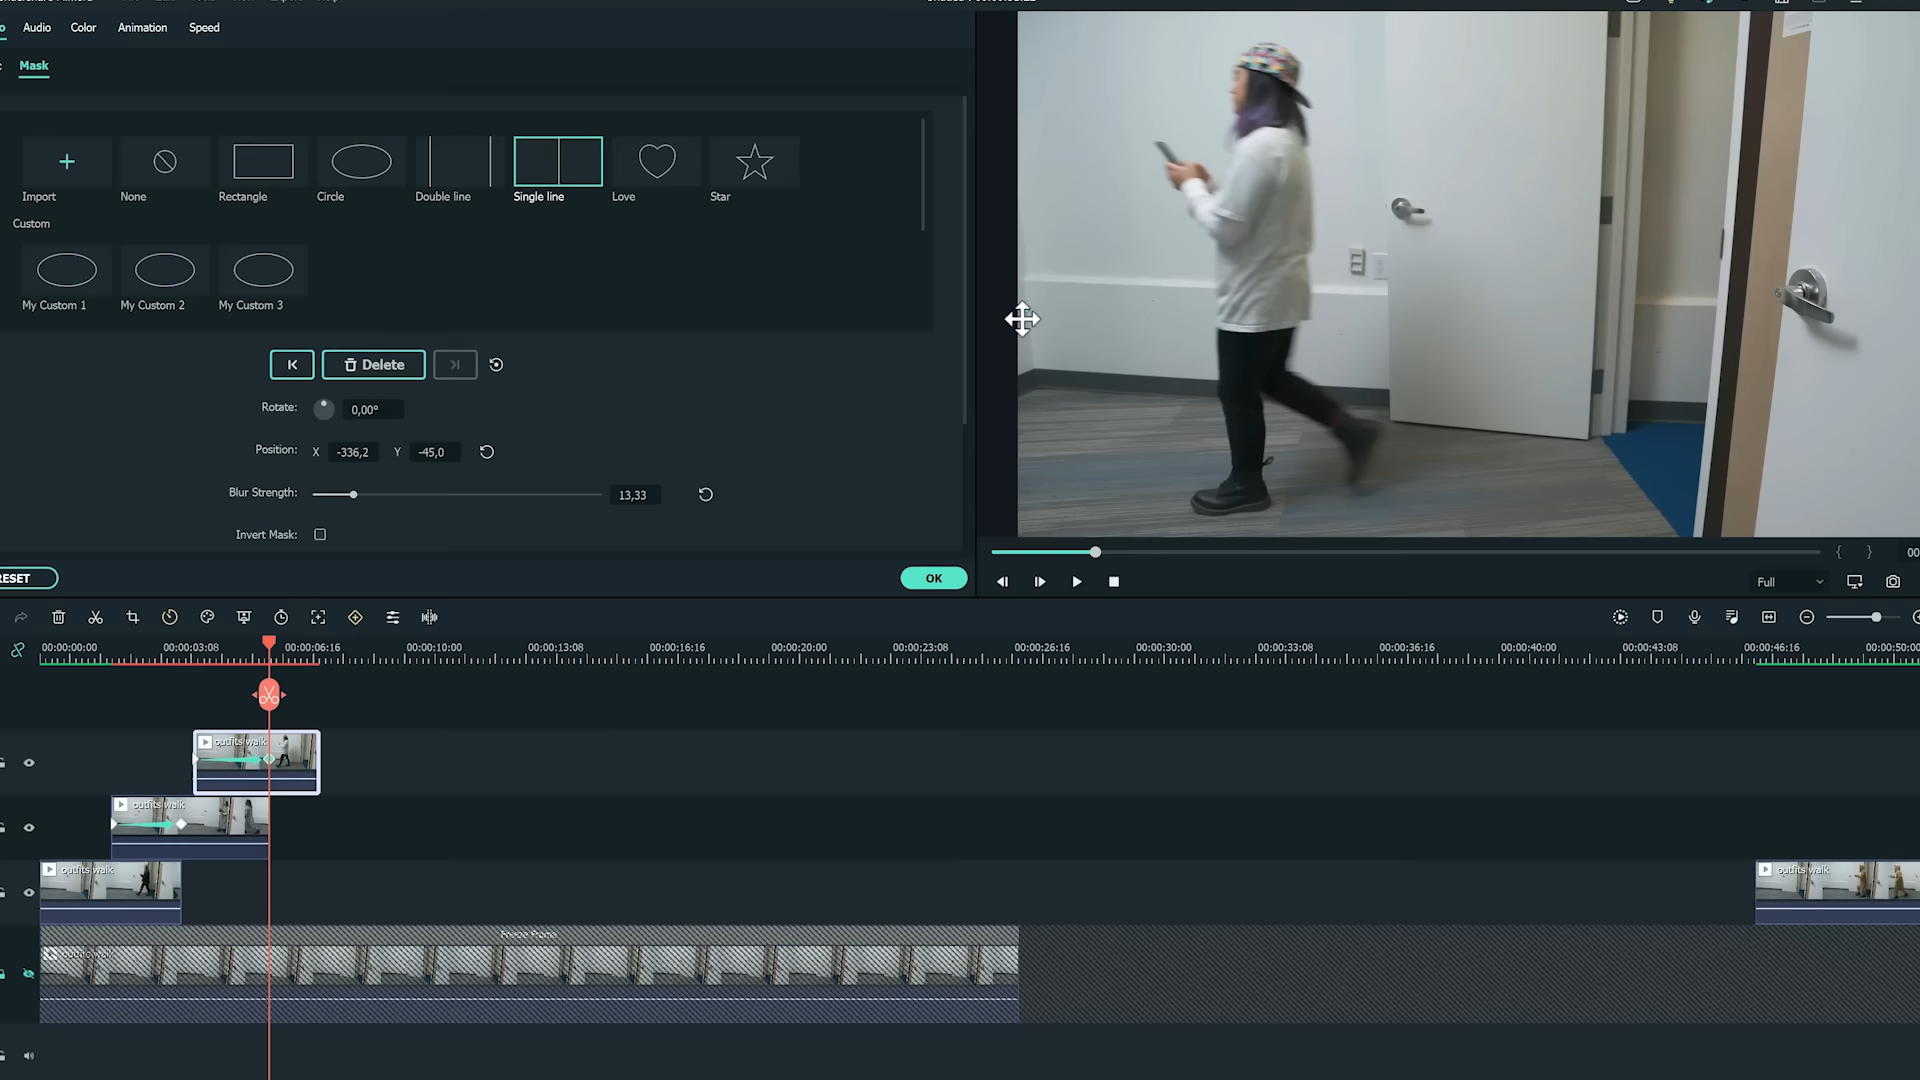 Audio Color Animation Speed
Mask
Import None Rectangle Circle Double line Single line Love Star
Custom
My Custom 1 My Custom 2 My Custom 3
Delete
Rotate: 0,00°
Position: X -336,2 Y -45,0
Blur Strength: 13,33
Invert Mask:
RESET OK
Full
00:00:00:00 00:00:03:08 00:00:06:16 00:00:10:00 00:00:13:08 00:00:16:16 00:00:20:00 00:00:23:08 00:00:26:16 00:00:30:00 00:00:33:08 00:00:36:16 00:00:40:00 00:00:43:08 00:00:46:16 00:00:50:00
outfits walk
outfits walk
outfits walk outfits walk
Freeze Frame
outfits walk